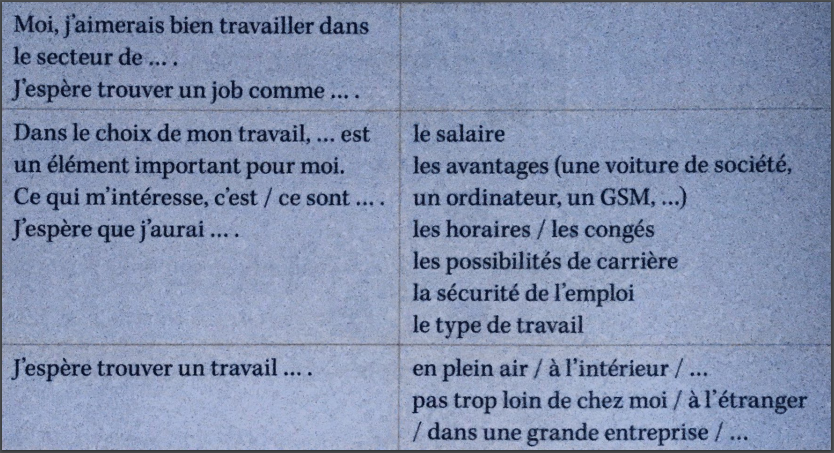 Moi, j'aimerais bien travailler dans
le secteur de ... .
J'espère trouver un job comme ... .
Dans le choix de mon travail, ... est
un élément important pour moi.
Ce qui m'intéresse, c'est / ce sont ... .
J'espère que j'aurai ... .
le salaire
les avantages (une voiture de société,
un ordinateur, un GSM, ...)
les horaires / les congés
les possibilités de carrière
la sécurité de l'emploi
le type de travail
J'espère trouver un travail ... .
en plein air / à l'intérieur / ...
pas trop loin de chez moi / à l'étranger
/ dans une grande entreprise / ...